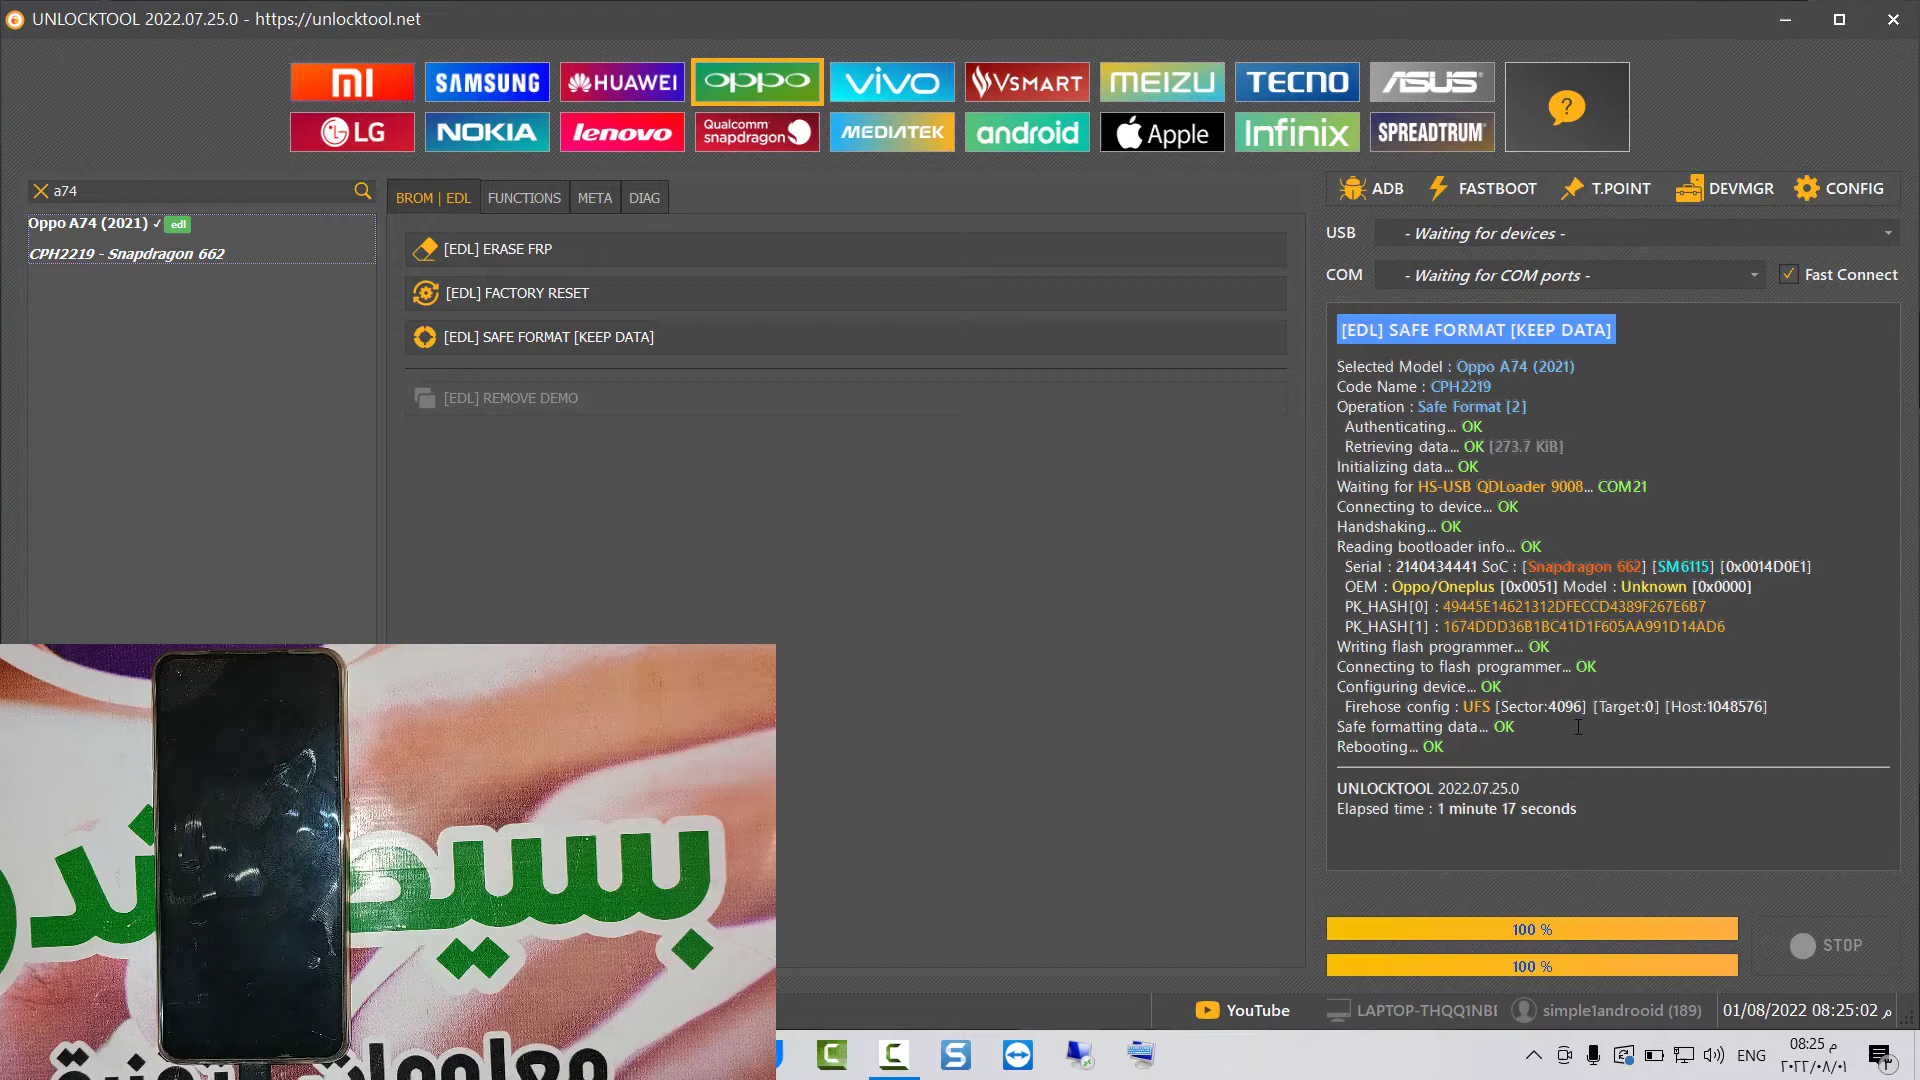 UNLOCKTOOL 2022.07.25.0 - https://unlocktool.net
mi SAMSUNG HUAWEI oppo vivo VSMART MEIZU TECNO ASUS ?
LG NOKIA lenovo Qualcomm snapdragon MEDIATEK android Apple Infinix SPREADTRUM
a74
Oppo A74 (2021) ✓ edl
CPH2219 - Snapdragon 662
BROM | EDL FUNCTIONS META DIAG
[EDL] ERASE FRP
[EDL] FACTORY RESET
[EDL] SAFE FORMAT [KEEP DATA]
[EDL] REMOVE DEMO
ADB FASTBOOT T.POINT DEVMGR CONFIG
USB - Waiting for devices -
COM - Waiting for COM ports - Fast Connect
[EDL] SAFE FORMAT [KEEP DATA]
Selected Model : Oppo A74 (2021)
Code Name : CPH2219
Operation : Safe Format [2]
Authenticating... OK
Retrieving data... OK [273.7 KiB]
Initializing data... OK
Waiting for HS-USB QDLoader 9008... COM21
Connecting to device... OK
Handshaking... OK
Reading bootloader info... OK
Serial : 2140434441 SoC : [Snapdragon 662] [SM6115] [0x0014D0E1]
OEM : Oppo/Oneplus [0x0051] Model : Unknown [0x0000]
PK_HASH[0] : 49445E14621312DFECCD4389F267E6B7
PK_HASH[1] : 1674DDD36B1BC41D1F605AA991D14AD6
Writing flash programmer... OK
Connecting to flash programmer... OK
Configuring device... OK
Firehose config : UFS [Sector:4096] [Target:0] [Host:1048576]
Safe formatting data... OK
Rebooting... OK
UNLOCKTOOL 2022.07.25.0
Elapsed time : 1 minute 17 seconds
100 %
100 %
STOP
YouTube LAPTOP-THQQ1NBI simple1androoid (189) 01/08/2022 08:25:02 م
ENG
08:25 م
٢٠٢٢/٠٨/٠١
٣